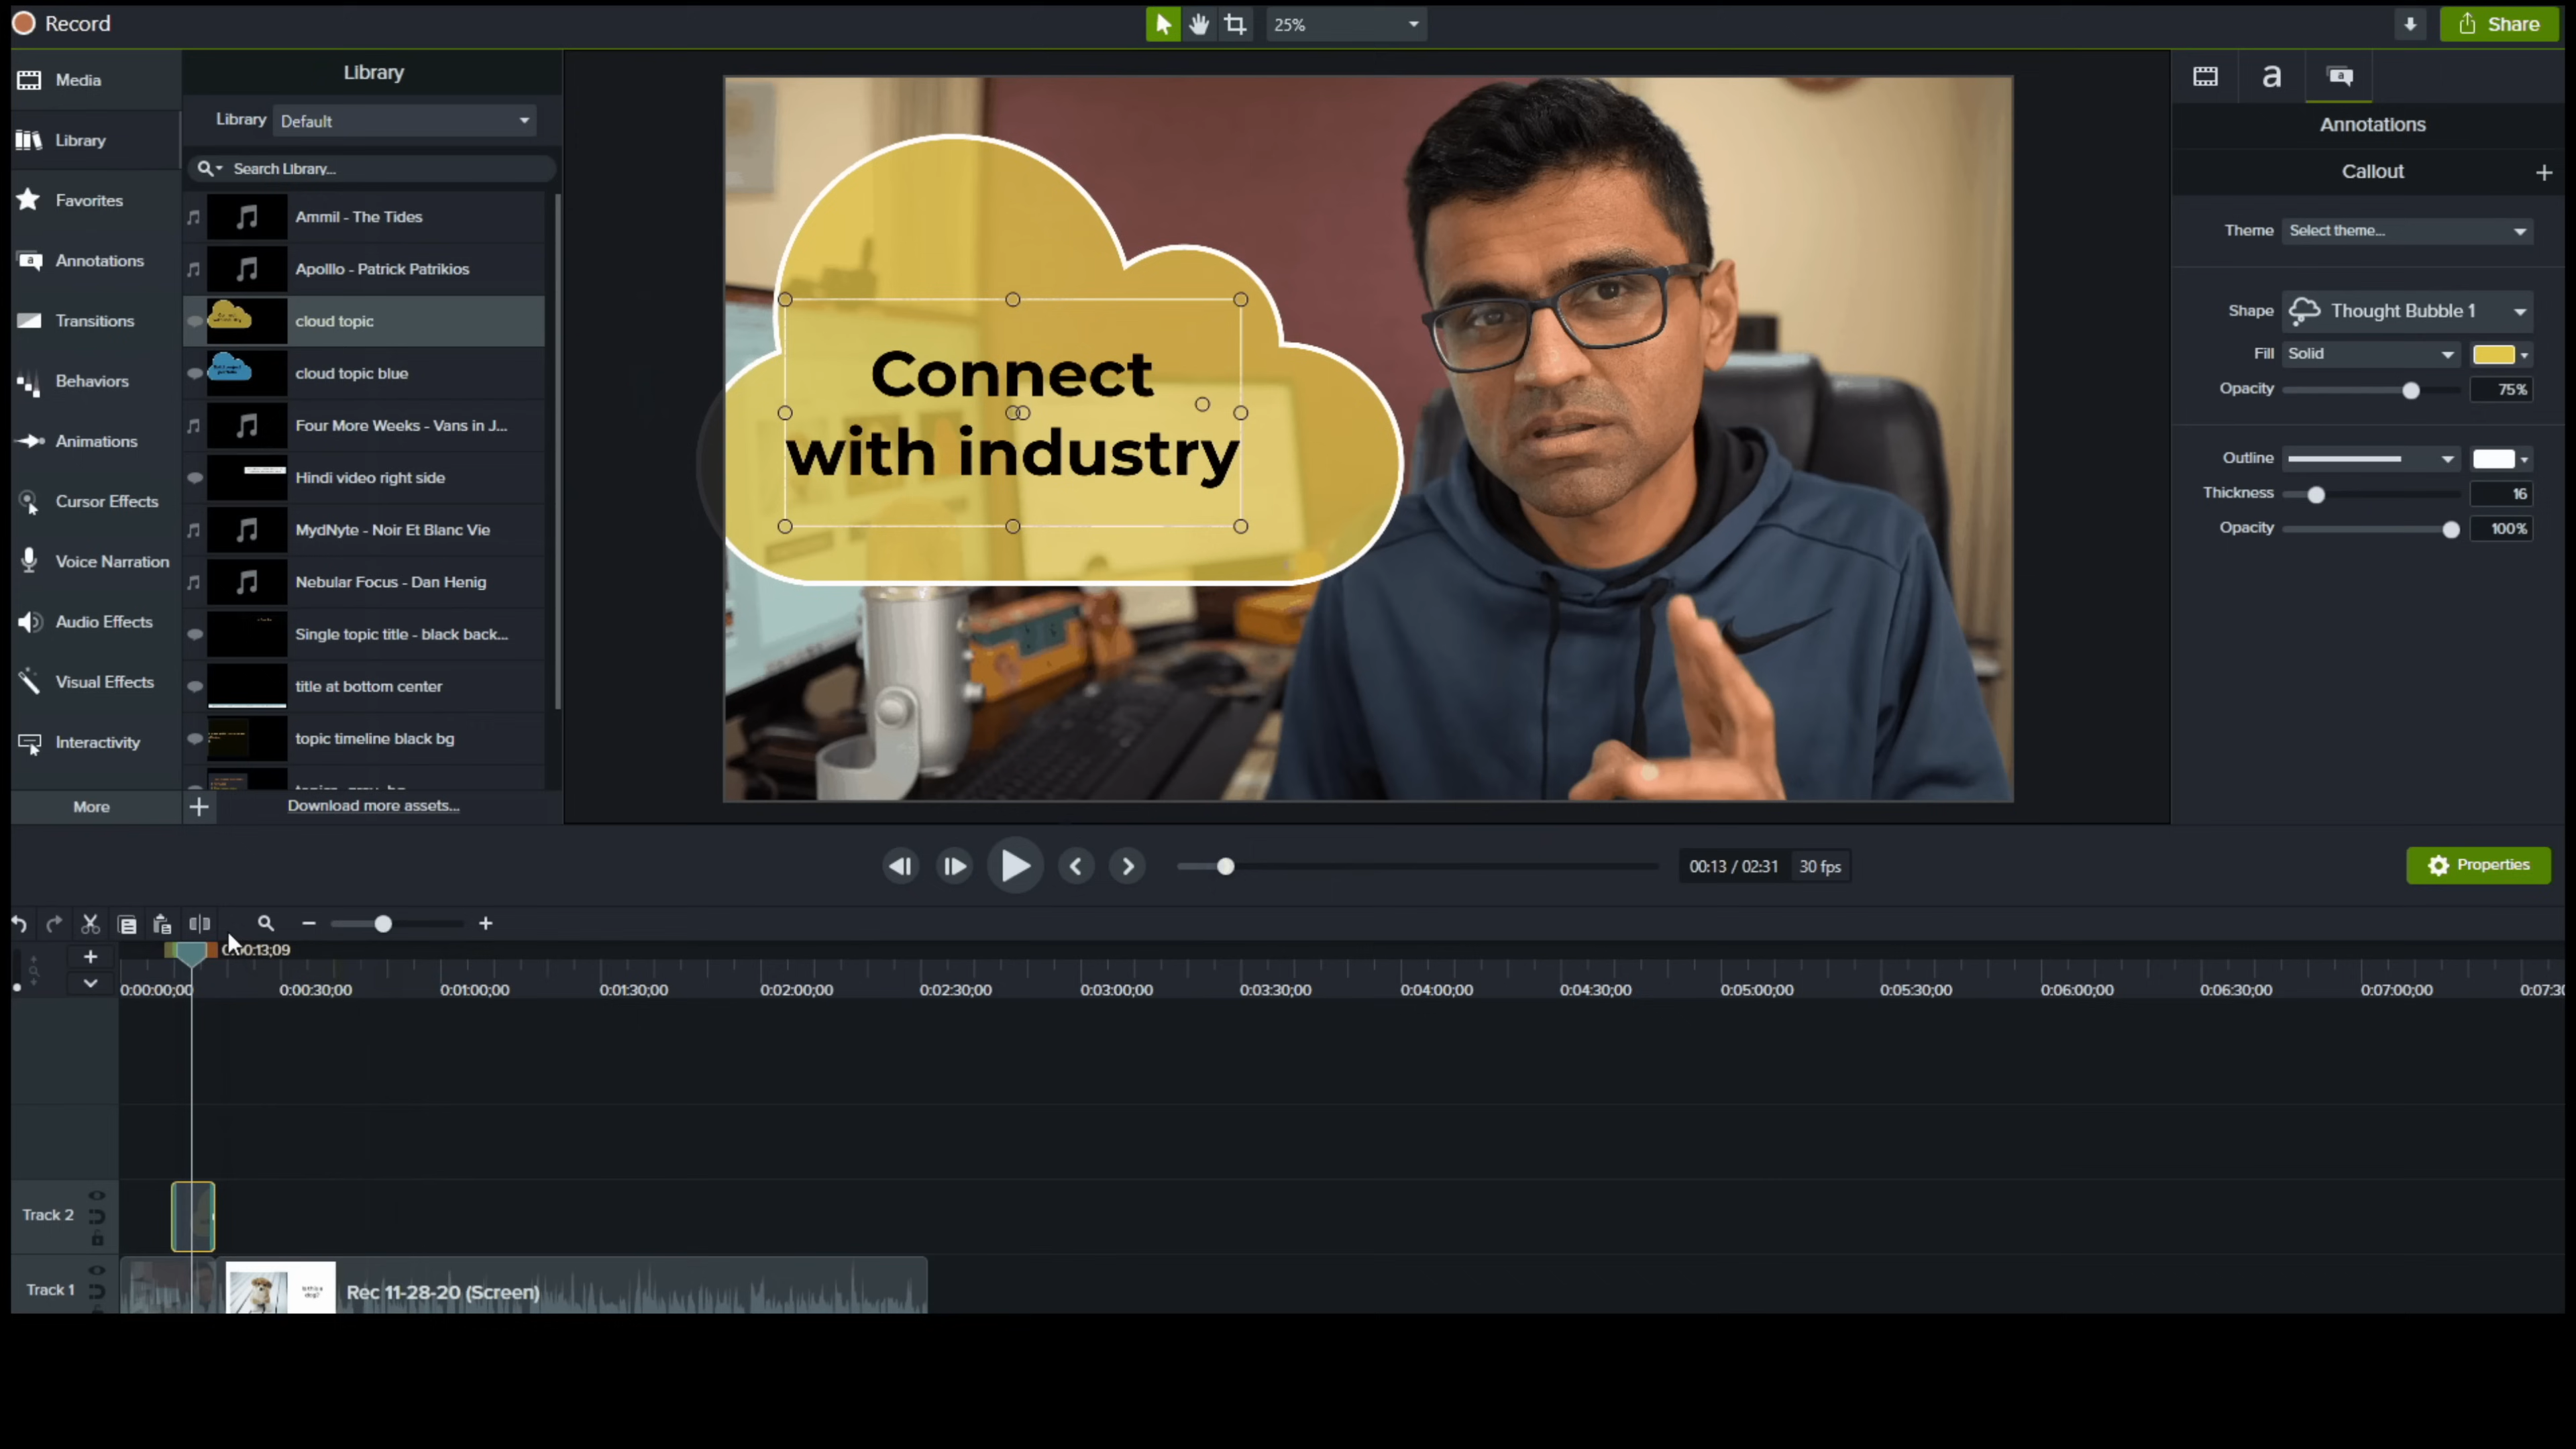 Record
25%
Share
Media
Library
Favorites
Annotations
Transitions
Behaviors
Animations
Cursor Effects
Voice Narration
Audio Effects
Visual Effects
Interactivity
More
Library
Library Default
Search Library...
Ammil - The Tides
Apolllo - Patrick Patrikios
cloud topic
cloud topic blue
Four More Weeks - Vans in J...
Hindi video right side
MydNyte - Noir Et Blanc Vie
Nebular Focus - Dan Henig
Single topic title - black back...
title at bottom center
topic timeline black bg
Download more assets...
Connect
with industry
a
Annotations
Callout
Theme Select theme...
Shape Thought Bubble 1
Fill Solid
Opacity 75%
Outline
Thickness 16
Opacity 100%
00:13 / 02:31 30 fps
Properties
0:00:13;09
0:00:00;00 0:00:30;00 0:01:00;00 0:01:30;00 0:02:00;00 0:02:30;00 0:03:00;00 0:03:30;00 0:04:00;00 0:04:30;00 0:05:00;00 0:05:30;00 0:06:00;00 0:06:30;00 0:07:00;00 0:07:30
Track 2
Track 1
Rec 11-28-20 (Screen)